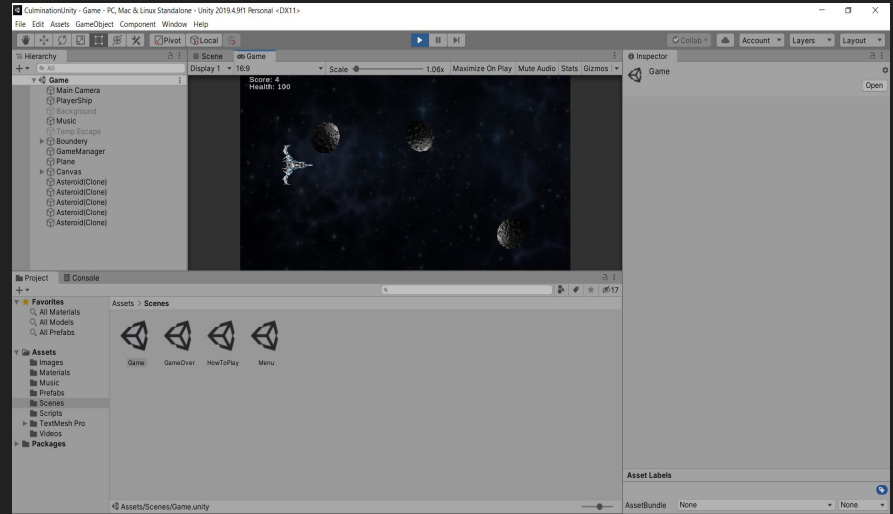 CulminationUnity - Game - PC, Mac & Linux Standalone - Unity 2019.4.9f1 Personal <DX11>
File Edit Assets GameObject Component Window Help
Pivot Local Collab Account Layers Layout
Hierarchy
All
Game
Main Camera
PlayerShip
Background
Music
Temp Escape
Boundery
GameManager
Plane
Canvas
Asteroid(Clone)
Asteroid(Clone)
Asteroid(Clone)
Asteroid(Clone)
Asteroid(Clone)
Scene Game
Display 1 16:9 Scale 1.06x Maximize On Play Mute Audio Stats Gizmos
Score: 4
Health: 100
Inspector
Game
Open
Project Console
17
Favorites
All Materials
All Models
All Prefabs
Assets
Images
Materials
Music
Prefabs
Scenes
Scripts
TextMesh Pro
Videos
Packages
Assets > Scenes
Game GameOver HowToPlay Menu
Assets/Scenes/Game.unity
Asset Labels
AssetBundle None None